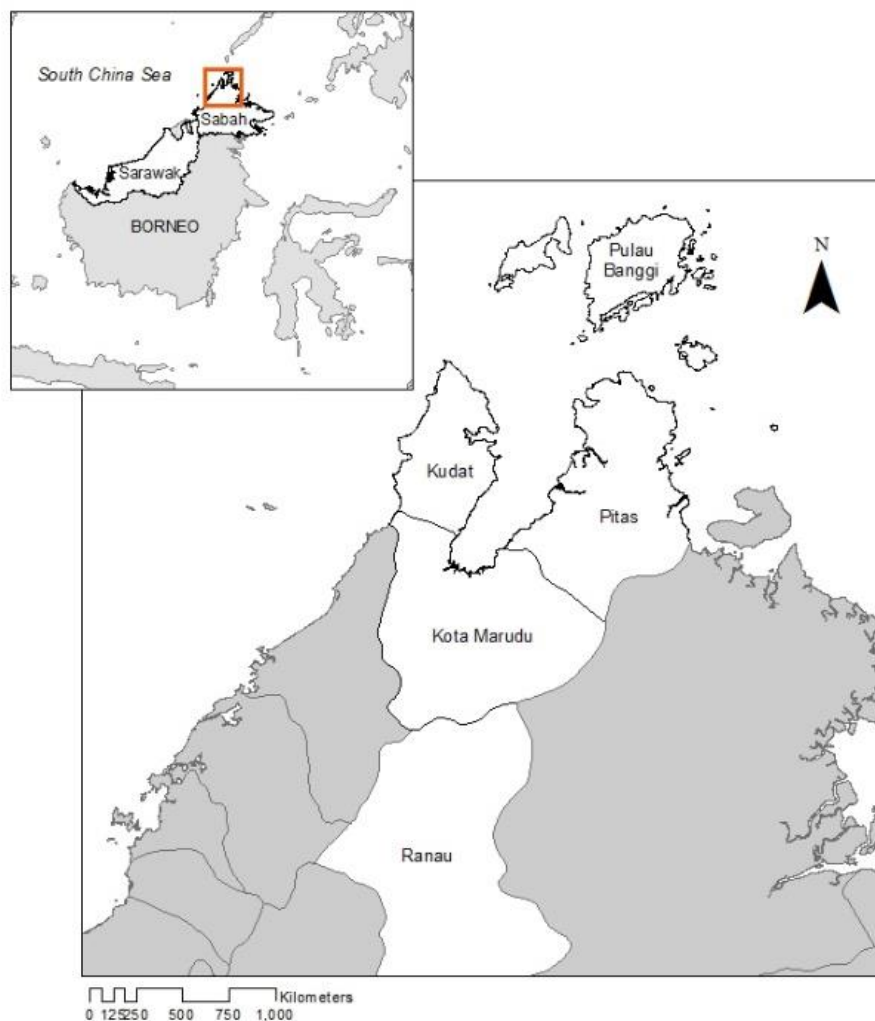 South China Sea
Sabah
Sarawak
BORNEO
Pulau
Banggi
N
Kudat
Pitas
Kota Marudu
Ranau
Kilometers
0 125250 500 750 1,000